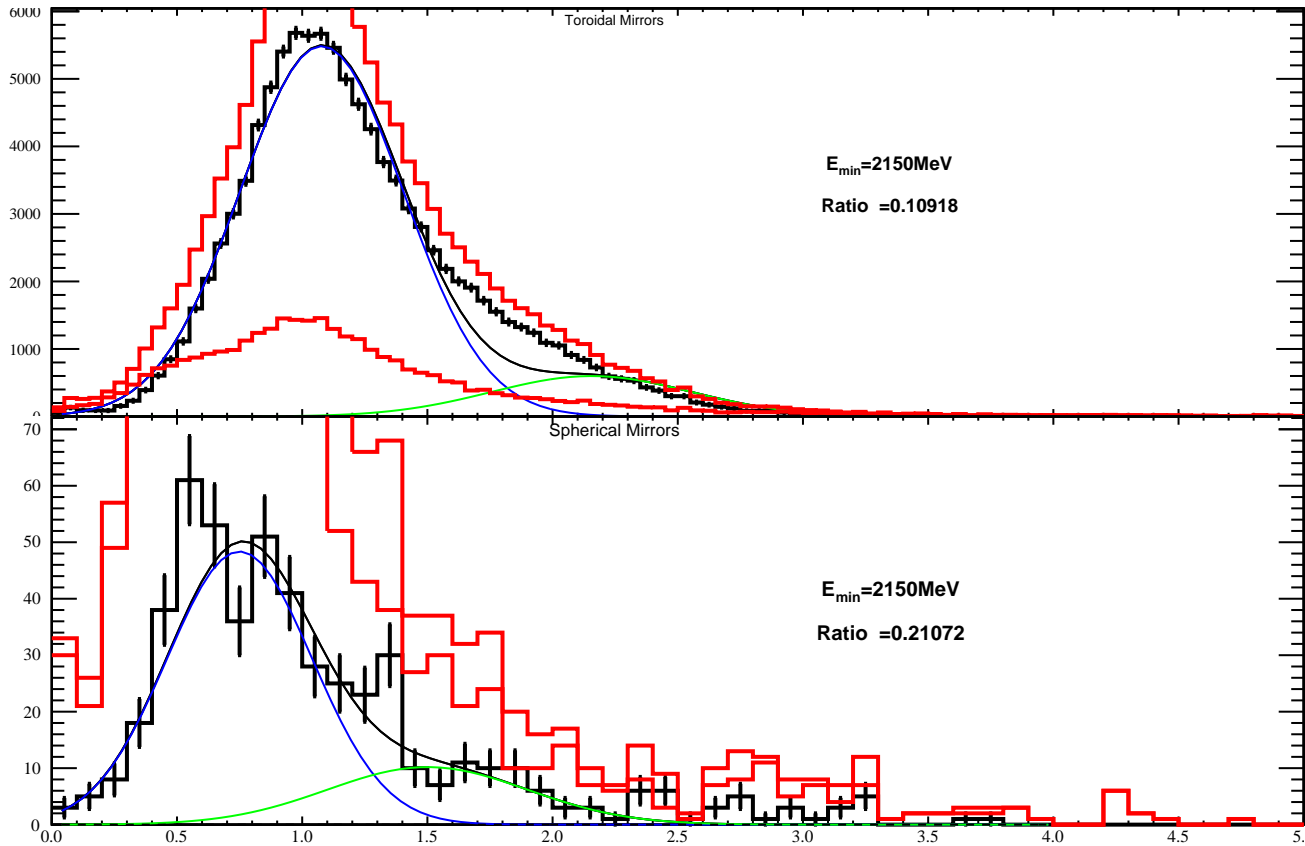 Toroidal Mirrors
6000
5000
4000
3000
2000
1000
0
E_min=2150MeV
Ratio =0.10918
Spherical Mirrors
70
60
50
40
30
20
10
0
E_min=2150MeV
Ratio =0.21072
0.0 0.5 1.0 1.5 2.0 2.5 3.0 3.5 4.0 4.5 5.